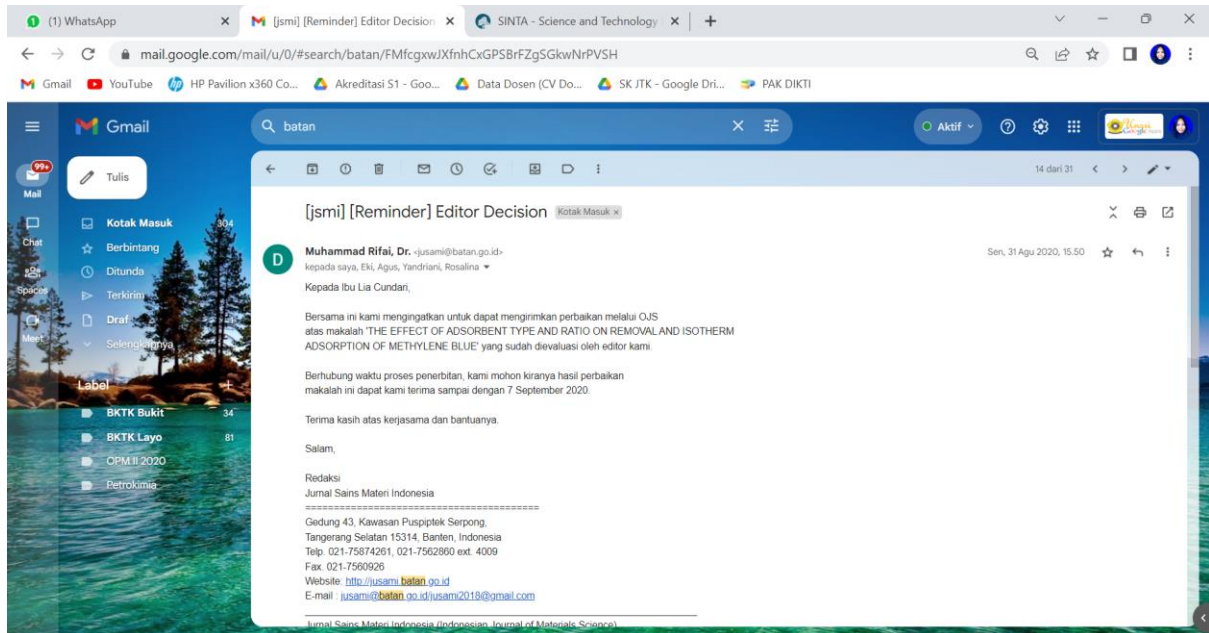 (1) WhatsApp
[jsmi] [Reminder] Editor Decision
SINTA - Science and Technology
mail.google.com/mail/u/0/#search/batan/FMfcgxwJXfnhCxGPSBrFZgSGkwNrPVSH
Gmail
YouTube
HP Pavilion x360 Co...
Akreditasi S1 - Goo...
Data Dosen (CV Do...
SK JTK - Google Dri...
PAK DIKTI
Gmail
batan
Aktif
99+
Mail
Chat
Spaces
Meet
Tulis
Kotak Masuk 304
Berbintang
Ditunda
Terkirim
Draf
Selengkapnya
Label
BKTK Bukit 34
BKTK Layo 81
OPM II 2020
Petrokimia
14 dari 31
[jsmi] [Reminder] Editor Decision Kotak Masuk ×
Muhammad Rifai, Dr. <jusami@batan.go.id>
Sen, 31 Agu 2020, 15.50
kepada saya, Eki, Agus, Yandriani, Rosalina
Kepada Ibu Lia Cundari,
Bersama ini kami mengingatkan untuk dapat mengirimkan perbaikan melalui OJS
atas makalah 'THE EFFECT OF ADSORBENT TYPE AND RATIO ON REMOVAL AND ISOTHERM
ADSORPTION OF METHYLENE BLUE' yang sudah dievaluasi oleh editor kami.
Berhubung waktu proses penerbitan, kami mohon kiranya hasil perbaikan
makalah ini dapat kami terima sampai dengan 7 September 2020.
Terima kasih atas kerjasama dan bantuanya.
Salam,
Redaksi
Jurnal Sains Materi Indonesia
==========================================
Gedung 43, Kawasan Puspiptek Serpong,
Tangerang Selatan 15314, Banten, Indonesia
Telp. 021-75874261, 021-7562860 ext. 4009
Fax. 021-7560926
Website: http://jusami.batan.go.id
E-mail : jusami@batan.go.id/jusami2018@gmail.com
Jurnal Sains Materi Indonesia (Indonesian Journal of Materials Science)